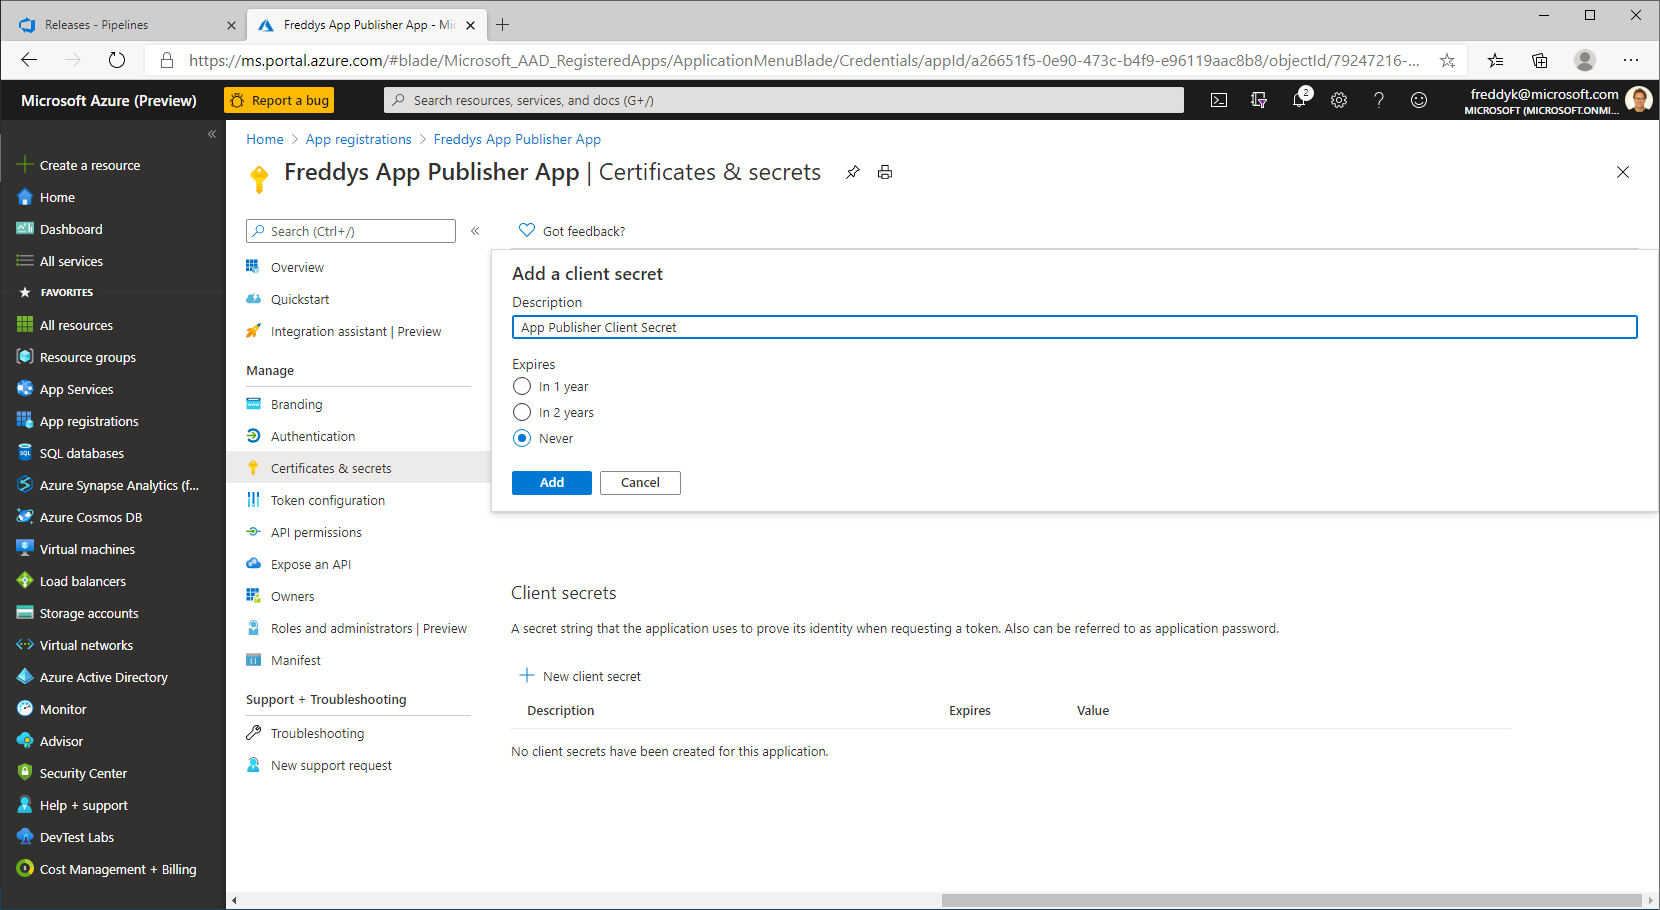 Releases - Pipelines
Freddys App Publisher App - Mic
https://ms.portal.azure.com/#blade/Microsoft_AAD_RegisteredApps/ApplicationMenuBlade/Credentials/appId/a26651f5-0e90-473c-b4f9-e96119aac8b8/objectId/79247216-...
Microsoft Azure (Preview)
Report a bug
Search resources, services, and docs (G+/)
2
freddyk@microsoft.com
MICROSOFT (MICROSOFT.ONMI...
Create a resource
Home
Dashboard
All services
FAVORITES
All resources
Resource groups
App Services
App registrations
SQL databases
Azure Synapse Analytics (f...
Azure Cosmos DB
Virtual machines
Load balancers
Storage accounts
Virtual networks
Azure Active Directory
Monitor
Advisor
Security Center
Help + support
DevTest Labs
Cost Management + Billing
Home > App registrations > Freddys App Publisher App
Freddys App Publisher App | Certificates & secrets
Search (Ctrl+/)
Overview
Quickstart
Integration assistant | Preview
Manage
Branding
Authentication
Certificates & secrets
Token configuration
API permissions
Expose an API
Owners
Roles and administrators | Preview
Manifest
Support + Troubleshooting
Troubleshooting
New support request
Got feedback?
Add a client secret
Description
App Publisher Client Secret
Expires
In 1 year
In 2 years
Never
Add Cancel
Client secrets
A secret string that the application uses to prove its identity when requesting a token. Also can be referred to as application password.
New client secret
Description Expires Value
No client secrets have been created for this application.